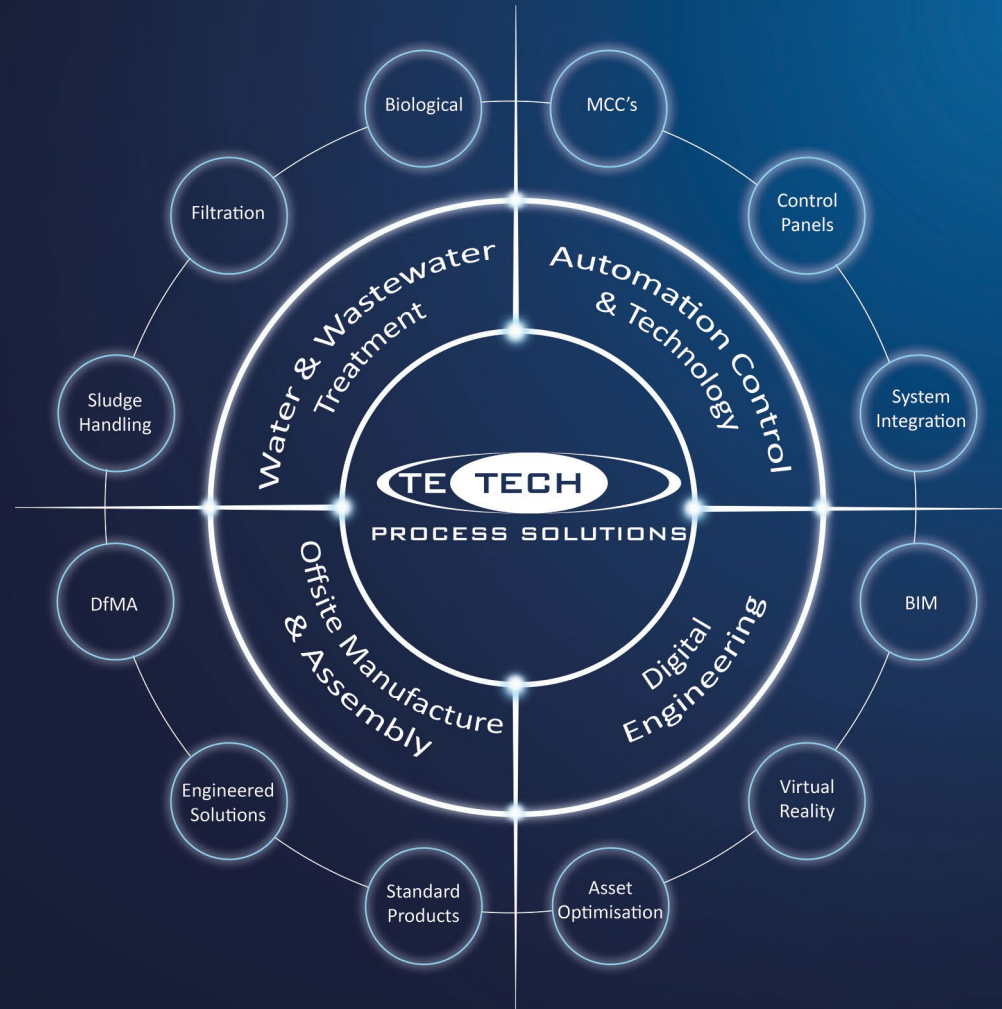 Biological
MCC's
Filtration
Control
Panels
Water & Wastewater
Treatment
Automation Control
& Technology
Sludge
Handling
System
Integration
TE TECH
PROCESS SOLUTIONS
DfMA
Offsite Manufacture
& Assembly
Digital
Engineering
BIM
Engineered
Solutions
Virtual
Reality
Standard
Products
Asset
Optimisation